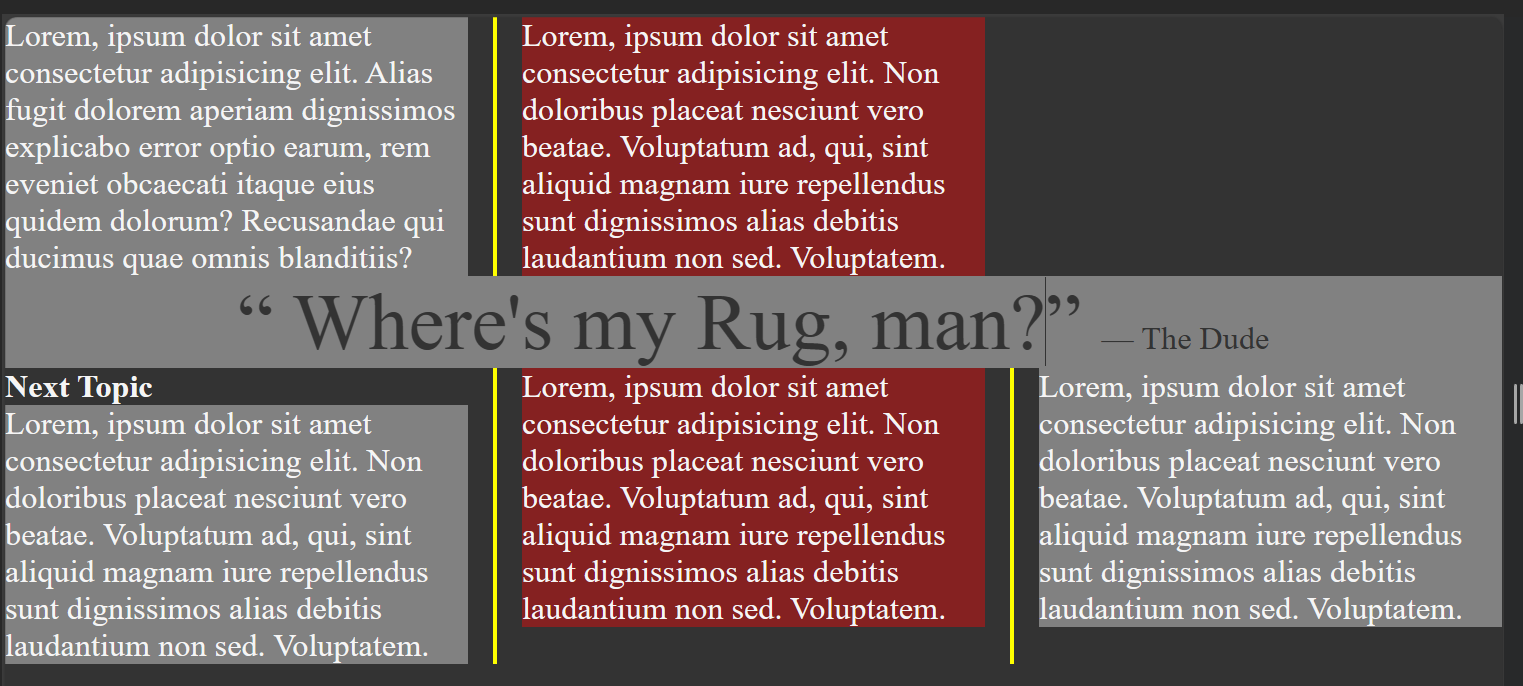 Lorem, ipsum dolor sit amet
consectetur adipisicing elit. Alias
fugit dolorem aperiam dignissimos
explicabo error optio earum, rem
eveniet obcaecati itaque eius
quidem dolorum? Recusandae qui
ducimus quae omnis blanditiis?
Lorem, ipsum dolor sit amet
consectetur adipisicing elit. Non
doloribus placeat nesciunt vero
beatae. Voluptatum ad, qui, sint
aliquid magnam iure repellendus
sunt dignissimos alias debitis
laudantium non sed. Voluptatem.
“ Where's my Rug, man?” — The Dude
Next Topic
Lorem, ipsum dolor sit amet
consectetur adipisicing elit. Non
doloribus placeat nesciunt vero
beatae. Voluptatum ad, qui, sint
aliquid magnam iure repellendus
sunt dignissimos alias debitis
laudantium non sed. Voluptatem.
Lorem, ipsum dolor sit amet
consectetur adipisicing elit. Non
doloribus placeat nesciunt vero
beatae. Voluptatum ad, qui, sint
aliquid magnam iure repellendus
sunt dignissimos alias debitis
laudantium non sed. Voluptatem.
Lorem, ipsum dolor sit amet
consectetur adipisicing elit. Non
doloribus placeat nesciunt vero
beatae. Voluptatum ad, qui, sint
aliquid magnam iure repellendus
sunt dignissimos alias debitis
laudantium non sed. Voluptatem.